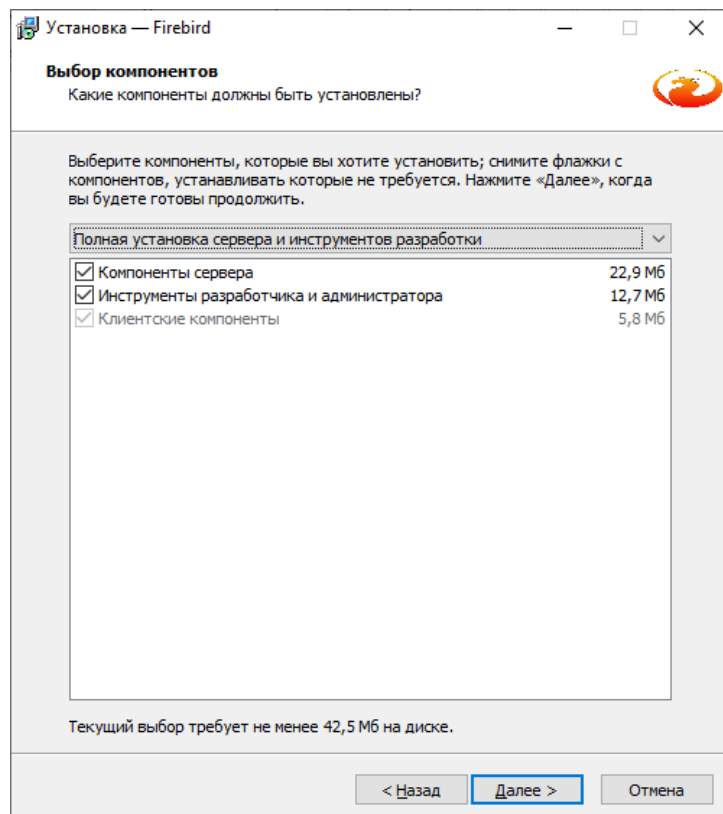 Установка — Firebird
Выбор компонентов
Какие компоненты должны быть установлены?
Выберите компоненты, которые вы хотите установить; снимите флажки с
компонентов, устанавливать которые не требуется. Нажмите «Далее», когда
вы будете готовы продолжить.
Полная установка сервера и инструментов разработки
Компоненты сервера 22,9 Мб
Инструменты разработчика и администратора 12,7 Мб
Клиентские компоненты 5,8 Мб
Текущий выбор требует не менее 42,5 Мб на диске.
< Назад Далее > Отмена